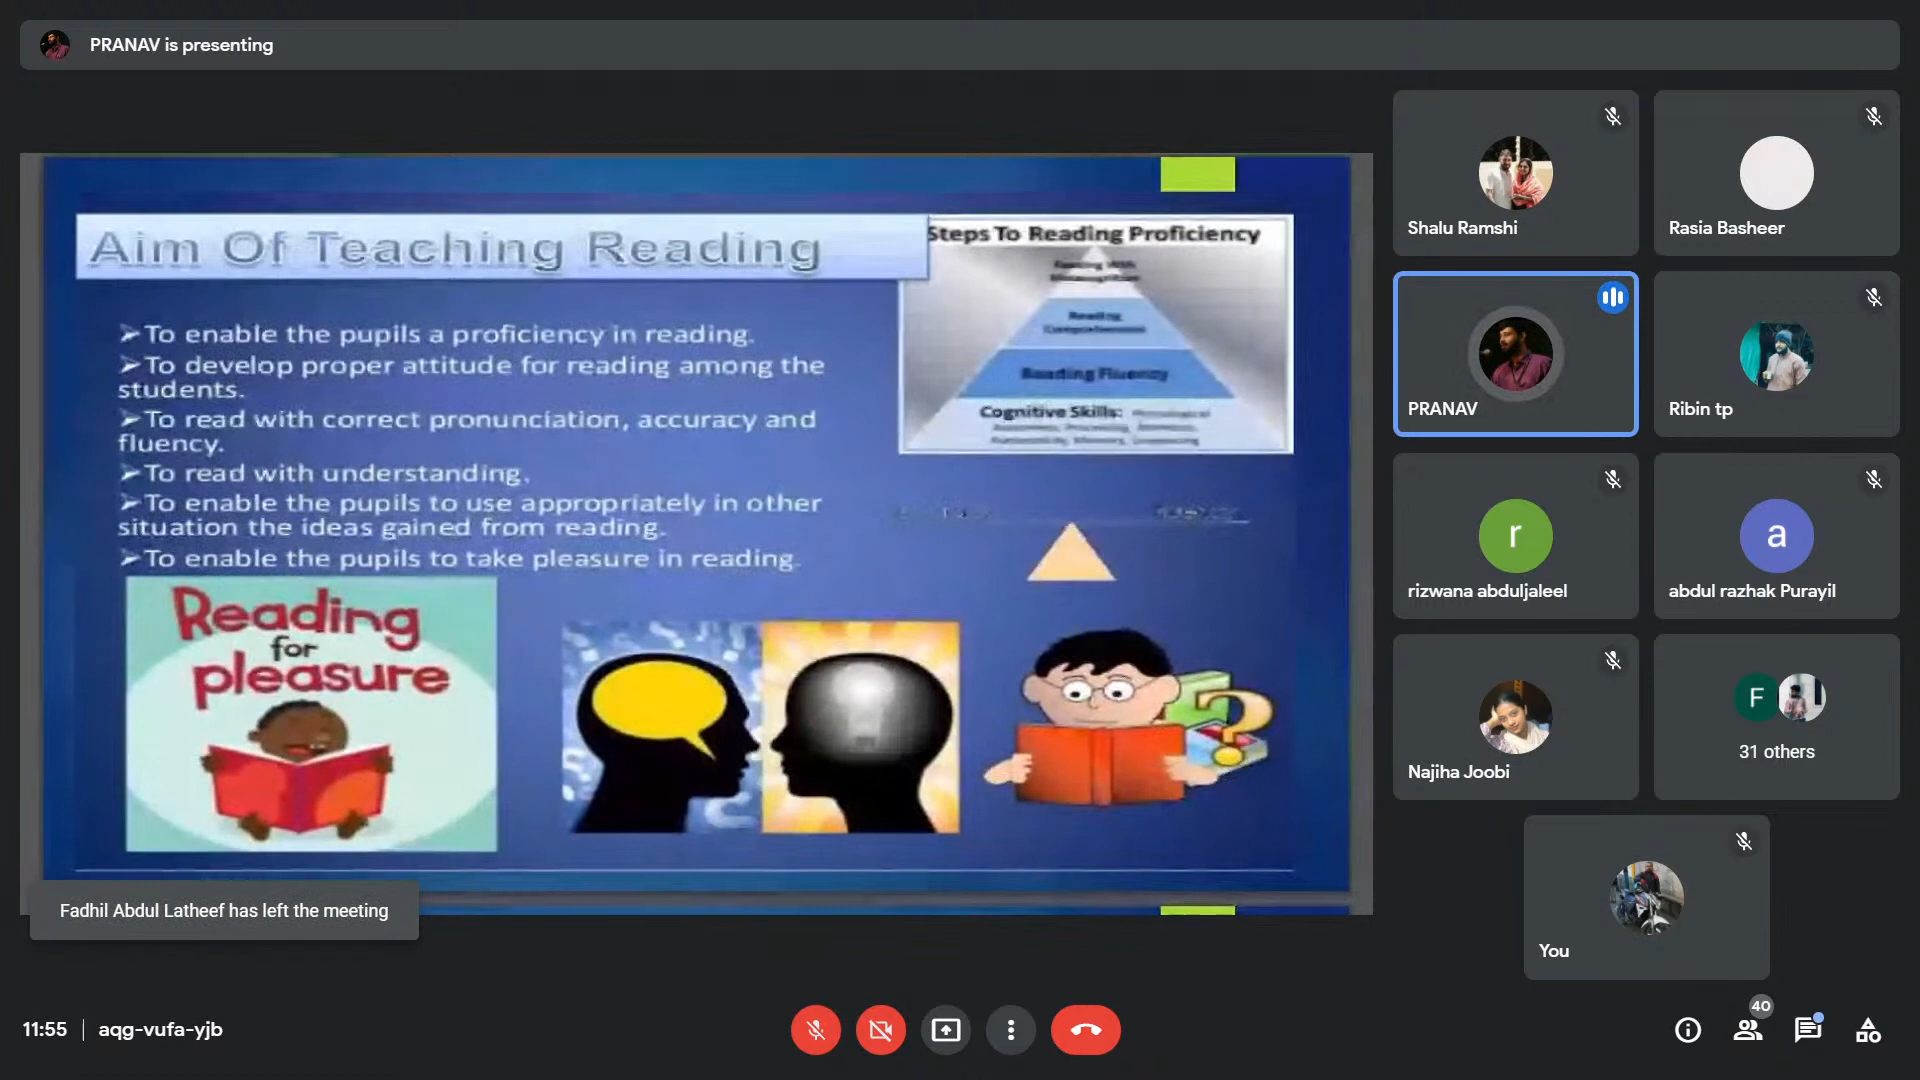 PRANAV is presenting
Aim Of Teaching Reading
➢To enable the pupils a proficiency in reading.
➢To develop proper attitude for reading among the
students.
➢To read with correct pronunciation, accuracy and
fluency.
➢To read with understanding.
➢To enable the pupils to use appropriately in other
situation the ideas gained from reading.
➢To enable the pupils to take pleasure in reading.
Steps To Reading Proficiency
Reading
Comprehension
Reading Fluency
Cognitive Skills:
Reading
for
pleasure
Fadhil Abdul Latheef has left the meeting
Shalu Ramshi
Rasia Basheer
PRANAV
Ribin tp
r
rizwana abduljaleel
a
abdul razhak Purayil
Najiha Joobi
F
31 others
You
11:55 | aqg-vufa-yjb
40